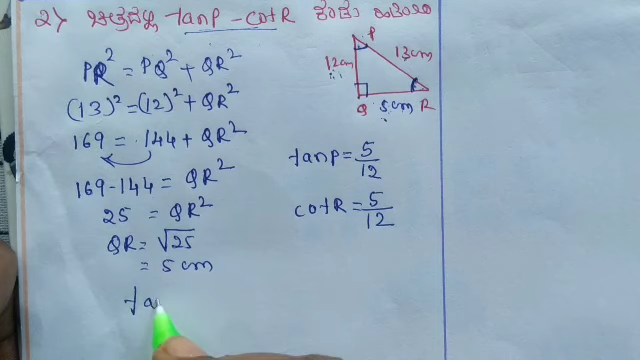 2) ಚಿತ್ರದಲ್ಲಿ tanP - cotR ಕಂಡು ಹಿಡಿಯಿರಿ
PR² = PQ² + QR²
(13)² = (12)² + QR²
169 = 144 + QR²
169-144 = QR²
25 = QR²
QR = √25
= 5 cm
ta
P
12cm
13cm
Q
5cm
R
tanP = 5/12
cotR = 5/12